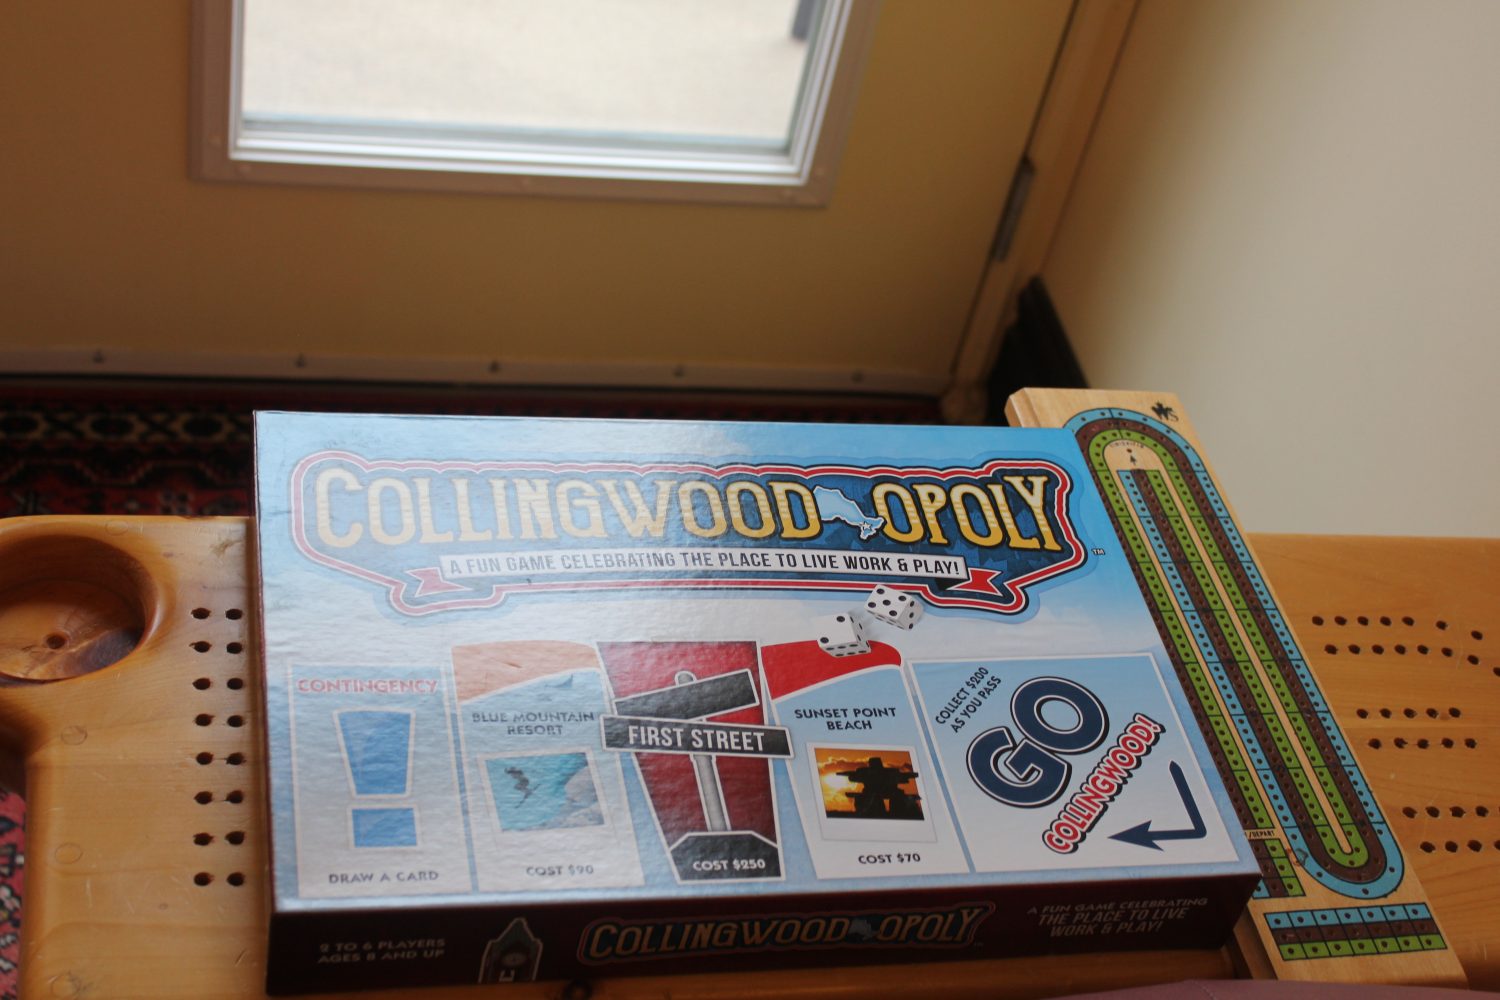 COLLINGWOOD OPOLY
TM
A FUN GAME CELEBRATING THE PLACE TO LIVE WORK & PLAY!
CONTINGENCY
DRAW A CARD
BLUE MOUNTAIN
RESORT
COST $90
FIRST STREET
COST $250
SUNSET POINT
BEACH
COST $70
COLLECT $200
AS YOU PASS
GO
COLLINGWOOD!
2 TO 6 PLAYERS
AGES 8 AND UP
COLLINGWOOD OPOLY
A FUN GAME CELEBRATING
THE PLACE TO LIVE
WORK & PLAY!